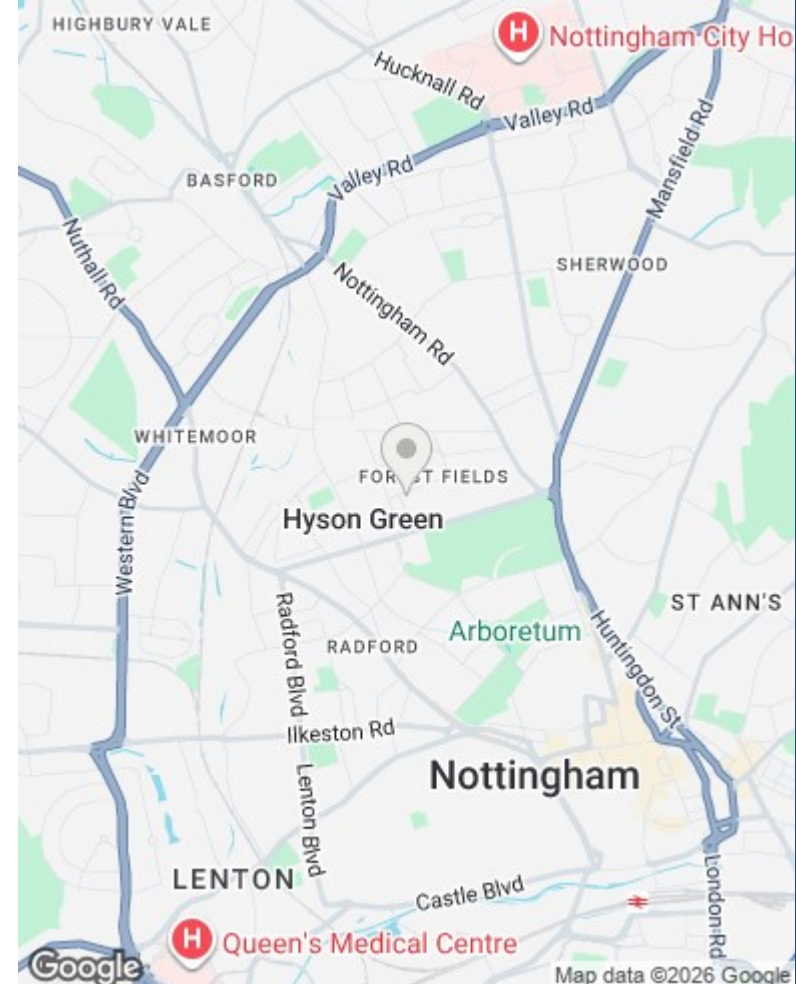 HIGHBURY VALE
H
Nottingham City Ho
Hucknall Rd
Valley Rd
BASFORD
Valley Rd
Mansfield Rd
Nuthall Rd
SHERWOOD
Nottingham Rd
WHITEMOOR
FOR ST FIELDS
Western Blvd
Hyson Green
ST ANN'S
Radford Blvd
Arboretum
Huntingdon St
RADFORD
Ilkeston Rd
Nottingham
Lenton Blvd
LENTON
Castle Blvd
London Rd
H
Queen's Medical Centre
Google
Map data ©2026 Google